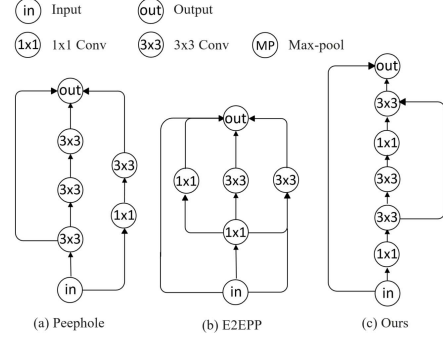 in Input out Output
1x1 1x1 Conv 3x3 3x3 Conv MP Max-pool
out
3x3
3x3
3x3
3x3
1x1
in
(a) Peephole
out
1x1 3x3 3x3
1x1
in
(b) E2EPP
out
3x3
1x1
3x3
3x3
1x1
in
(c) Ours